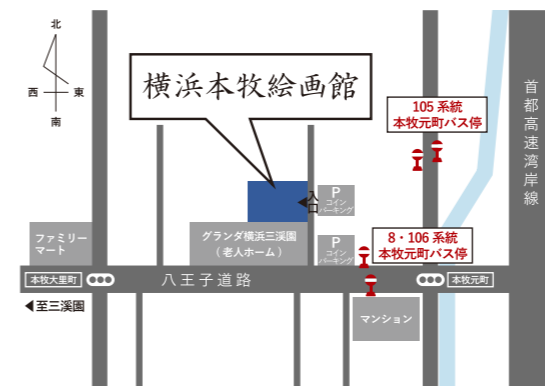 北
西
東
南
横浜本牧絵画館
105 系統
本牧元町バス停
首都高速湾岸線
P
コイン
パーキング
ファミリー
マート
グランダ横浜三渓園
(老人ホーム)
P
コイン
パーキング
8・106 系統
本牧元町バス停
本牧大里町
八王子道路
本牧元町
◀至三溪園
マンション